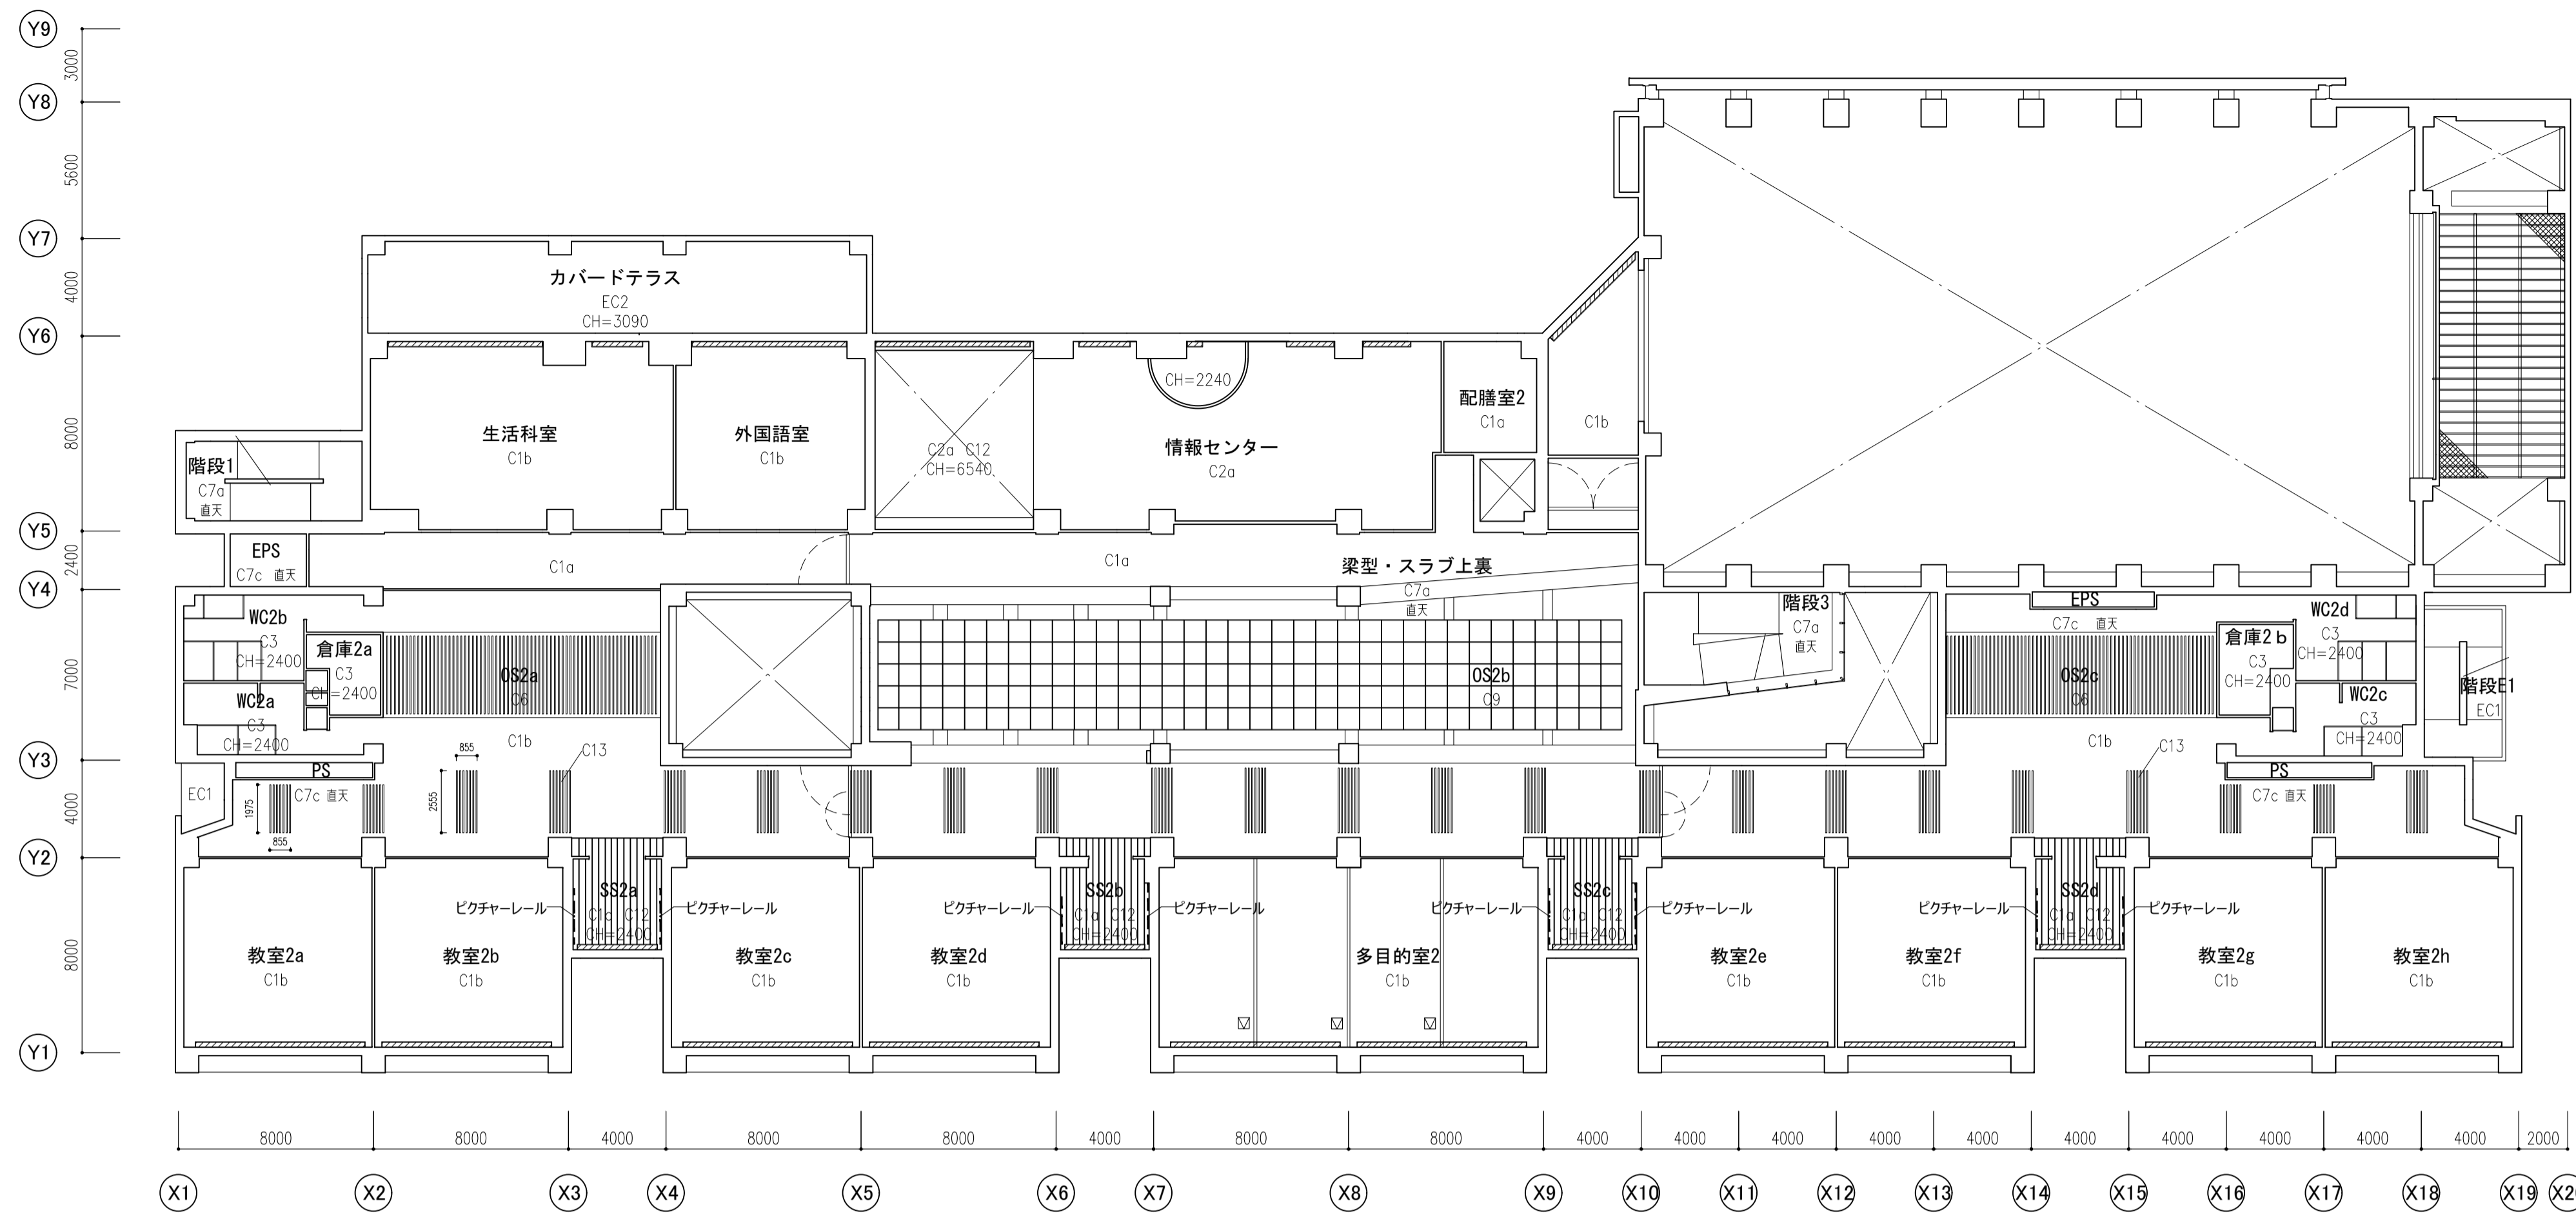 Y9
3000
Y8
5600
Y7
4000
Y6
8000
Y5
2400
Y4
7000
Y3
4000
Y2
8000
Y1
カバードテラス
EC2
CH=3090
生活科室
C1b
外国語室
C1b
C2a C12
CH=6540
CH=2240
情報センター
C2a
配膳室2
C1a
C1b
階段1
C7a
直天
EPS
C7c 直天
C1a
C1a
梁型・スラブ上裏
C7a
直天
WC2b
C3
CH=2400
倉庫2a
C3
CH=2400
WC2a
C3
CH=2400
OS2a
C6
C1b
C13
OS2b
C9
階段3
C7a
直天
EPS
C7c 直天
OS2c
C6
C1b
C13
倉庫2b
C3
CH=2400
WC2d
C3
CH=2400
WC2c
C3
CH=2400
階段E1
EC1
PS
C7c 直天
EC1
1975
855
855
2555
PS
C7c 直天
SS2a
C1a C12
CH=2400
ピクチャーレール
ピクチャーレール
SS2b
C1a C12
CH=2400
ピクチャーレール
ピクチャーレール
SS2c
C1a C12
CH=2400
ピクチャーレール
ピクチャーレール
SS2d
C1a C12
CH=2400
ピクチャーレール
ピクチャーレール
教室2a
C1b
教室2b
C1b
教室2c
C1b
教室2d
C1b
多目的室2
C1b
教室2e
C1b
教室2f
C1b
教室2g
C1b
教室2h
C1b
8000 8000 4000 8000 8000 4000 8000 8000 4000 4000 4000 4000 4000 4000 4000 4000 4000 4000 2000
X1 X2 X3 X4 X5 X6 X7 X8 X9 X10 X11 X12 X13 X14 X15 X16 X17 X18 X19